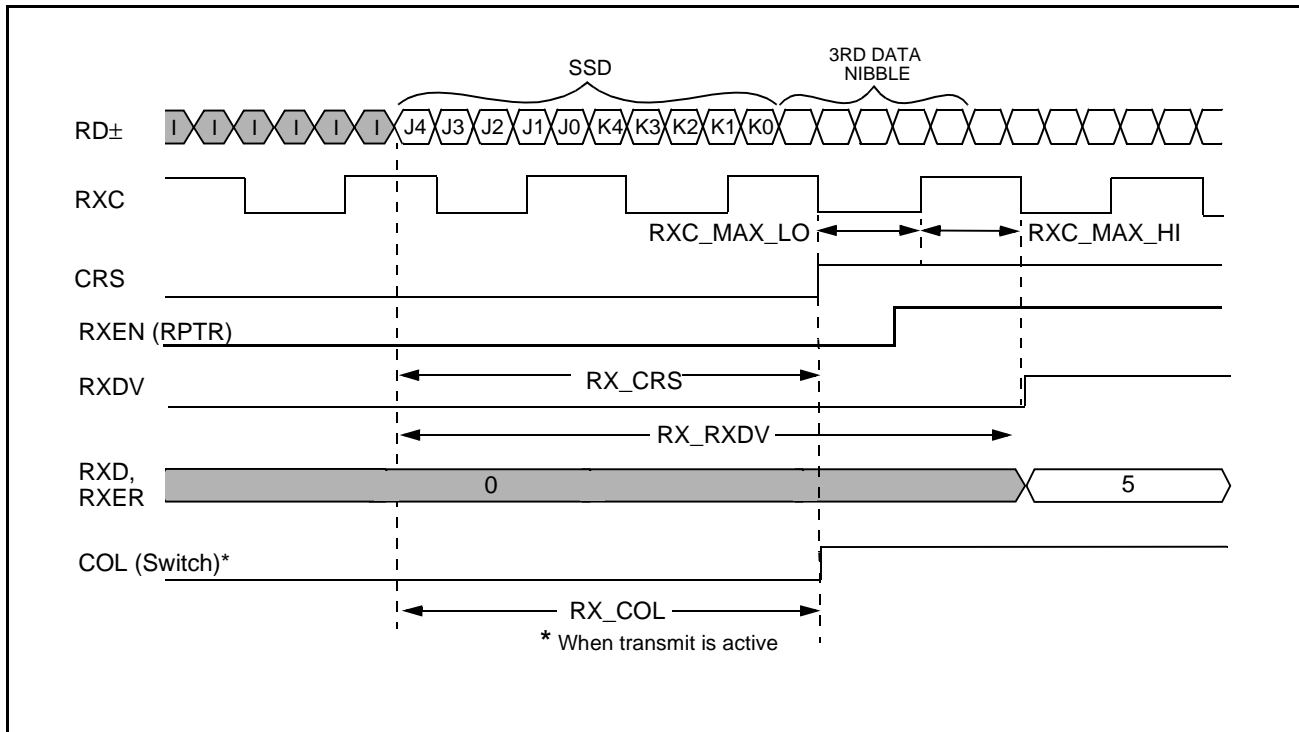 SSD
3RD DATA
NIBBLE
RD±
I I I I I I J4 J3 J2 J1 J0 K4 K3 K2 K1 K0
RXC
RXC_MAX_LO
RXC_MAX_HI
CRS
RXEN (RPTR)
RX_CRS
RXDV
RX_RXDV
RXD,
RXER
0
5
COL (Switch)*
RX_COL
* When transmit is active